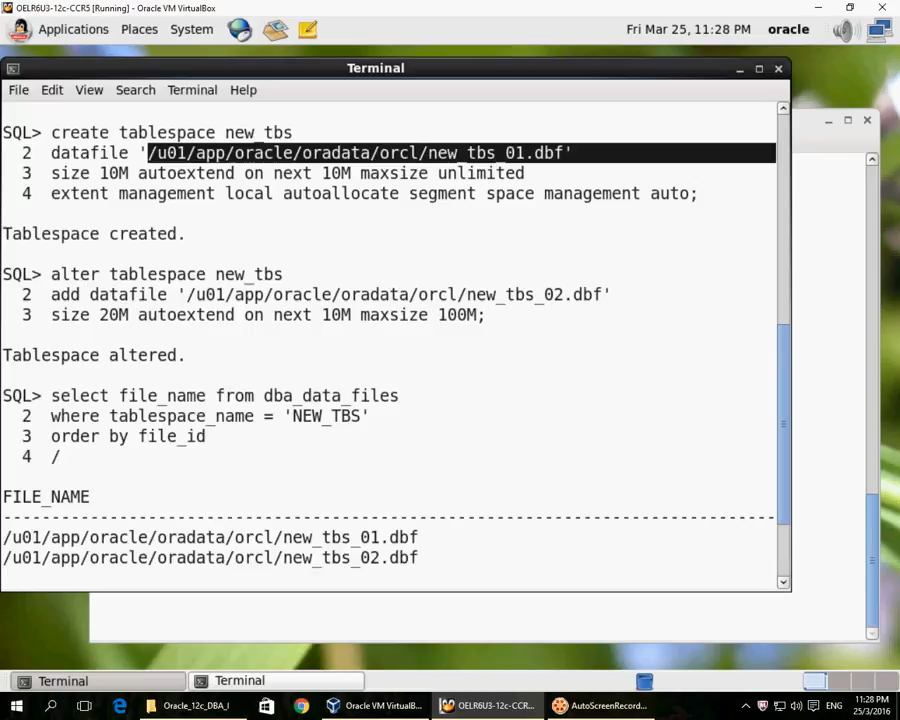 OELR6U3-12c-CCR5 [Running] - Oracle VM VirtualBox
Applications Places System Fri Mar 25, 11:28 PM oracle
Terminal
File Edit View Search Terminal Help
SQL> create tablespace new_tbs
2 datafile '/u01/app/oracle/oradata/orcl/new_tbs_01.dbf'
3 size 10M autoextend on next 10M maxsize unlimited
4 extent management local autoallocate segment space management auto;
Tablespace created.
SQL> alter tablespace new_tbs
2 add datafile '/u01/app/oracle/oradata/orcl/new_tbs_02.dbf'
3 size 20M autoextend on next 10M maxsize 100M;
Tablespace altered.
SQL> select file_name from dba_data_files
2 where tablespace_name = 'NEW_TBS'
3 order by file_id
4 /
FILE_NAME
--------------------------------------------------------------------------------
/u01/app/oracle/oradata/orcl/new_tbs_01.dbf
/u01/app/oracle/oradata/orcl/new_tbs_02.dbf
Terminal Terminal
Oracle_12c_DBA_I Oracle VM VirtualB... OELR6U3-12c-CCR... AutoScreenRecord... ENG 11:28 PM
25/3/2016